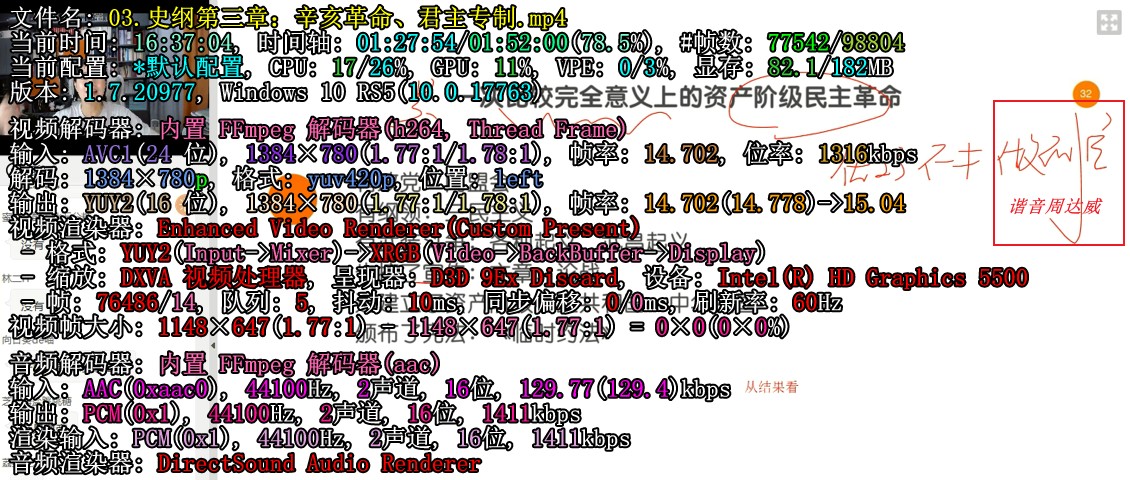 文件名: 03.史纲第三章：辛亥革命、君主专制.mp4
当前时间: 16:37:04, 时间轴: 01:27:54/01:52:00(78.5%), #帧数: 77542/98804
当前配置: *默认配置, CPU: 17/26%, GPU: 11%, VPE: 0/3%, 显存: 82.1/182MB
版本: 1.7.20977, Windows 10 RS5(10.0.17763)
次比较完全意义上的资产阶级民主革命
32
视频解码器: 内置 FFmpeg 解码器(h264, Thread Frame)
输入: AVC1(24 位), 1384×780(1.77:1/1.78:1), 帧率: 14.702, 位率: 1316kbps
解码: 1384×780p, 格式: yuv420p, 位置: left
输出: YUY2(16 位), 1384×780(1.77:1/1.78:1), 帧率: 14.702(14.778)->15.04
谐音周达威
视频渲染器: Enhanced Video Renderer(Custom Present)
- 格式: YUY2(Input->Mixer)->XRGB(Video->BackBuffer->Display)
- 缩放: DXVA 视频处理器, 呈现器: D3D 9Ex Discard, 设备: Intel(R) HD Graphics 5500
- 帧: 76486/14, 队列: 5, 抖动: 10ms, 同步偏移: 0/0ms, 刷新率: 60Hz
视频帧大小: 1148×647(1.77:1) - 1148×647(1.77:1) = 0×0(0×0%)
音频解码器: 内置 FFmpeg 解码器(aac)
输入: AAC(0xaac0), 44100Hz, 2声道, 16位, 129.77(129.4)kbps
从结果看
输出: PCM(0x1), 44100Hz, 2声道, 16位, 1411kbps
渲染输入: PCM(0x1), 44100Hz, 2声道, 16位, 1411kbps
音频渲染器: DirectSound Audio Renderer